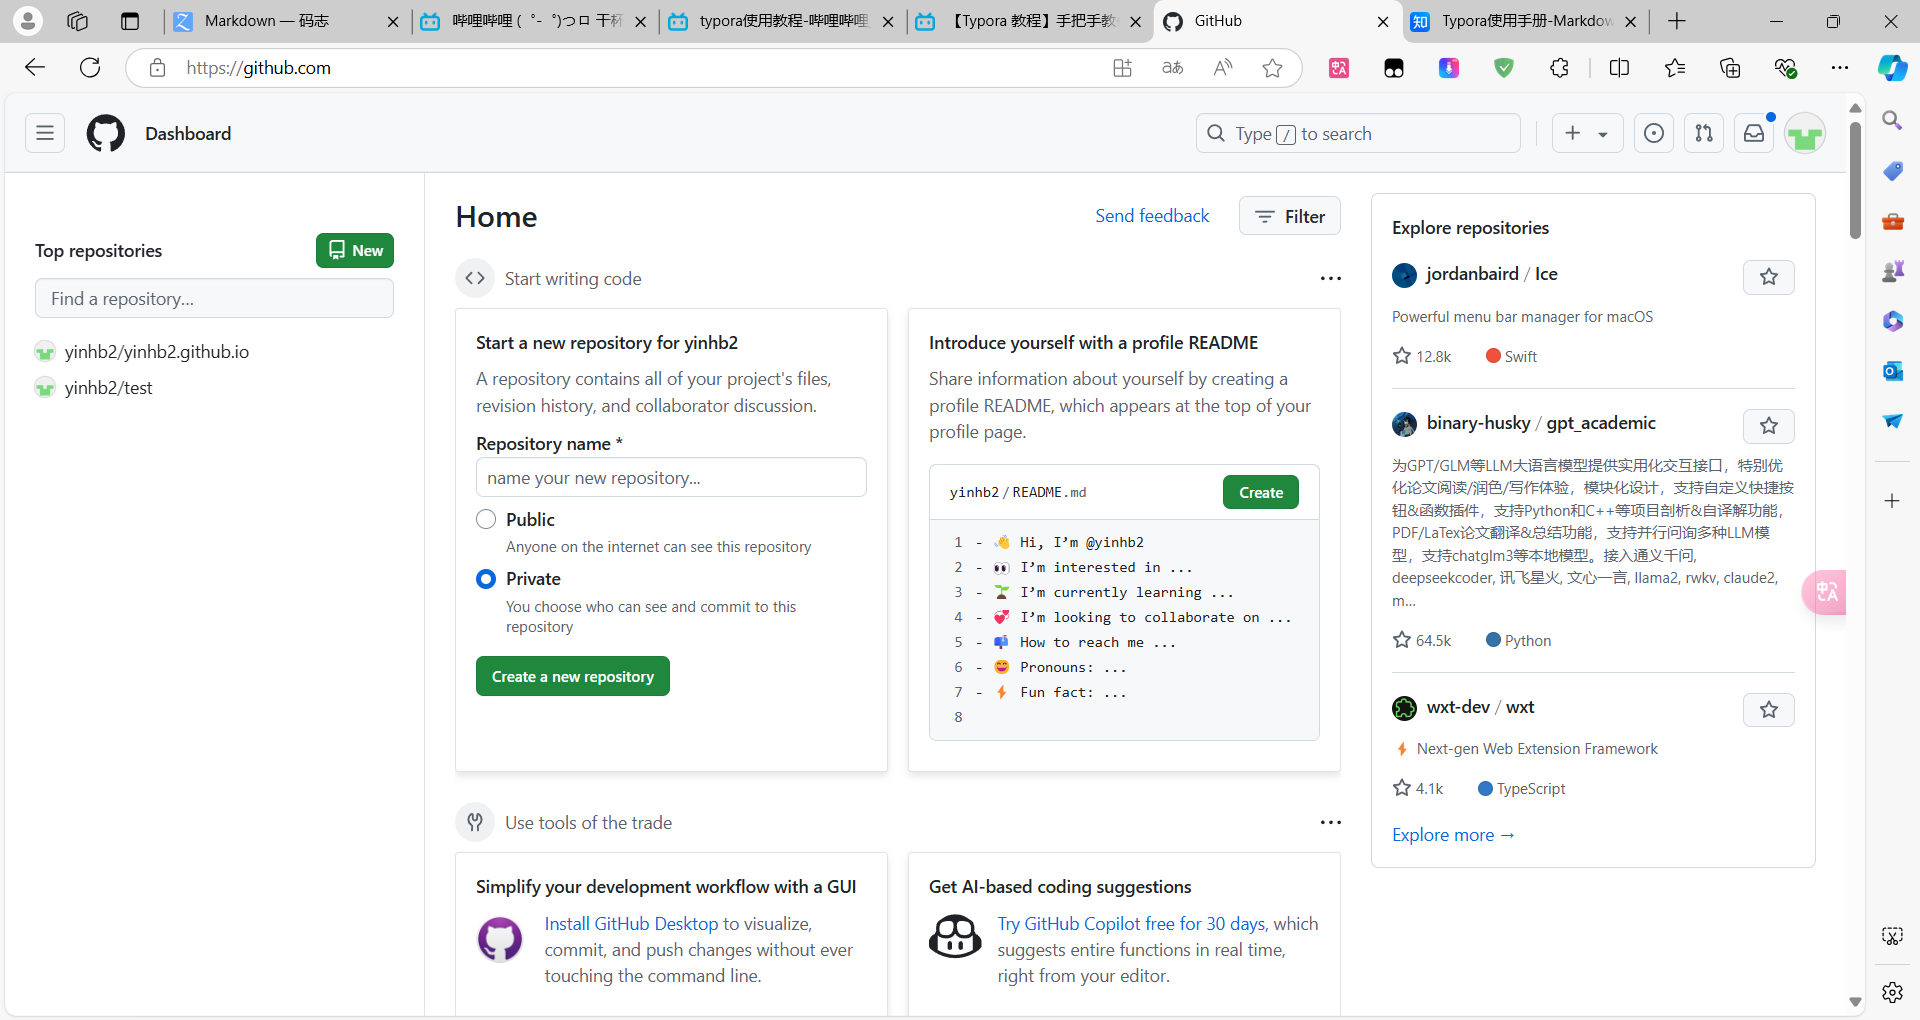 Markdown — 码志
哔哩哔哩 (゜-゜)つロ 干杯
typora使用教程-哔哩哔哩
【Typora 教程】手把手教
GitHub
Typora使用手册-Markdow
https://github.com
Dashboard
Type / to search
Top repositories
New
Find a repository...
yinhb2/yinhb2.github.io
yinhb2/test
Home
Send feedback
Filter
Start writing code
Start a new repository for yinhb2
A repository contains all of your project's files,
revision history, and collaborator discussion.
Repository name *
name your new repository...
Public
Anyone on the internet can see this repository
Private
You choose who can see and commit to this
repository
Create a new repository
Introduce yourself with a profile README
Share information about yourself by creating a
profile README, which appears at the top of your
profile page.
yinhb2 / README.md
Create
1 - 👋 Hi, I’m @yinhb2
2 - 👀 I’m interested in ...
3 - 🌱 I’m currently learning ...
4 - 💞️ I’m looking to collaborate on ...
5 - 📫 How to reach me ...
6 - 😄 Pronouns: ...
7 - ⚡ Fun fact: ...
8
Use tools of the trade
Simplify your development workflow with a GUI
Install GitHub Desktop to visualize,
commit, and push changes without ever
touching the command line.
Get AI-based coding suggestions
Try GitHub Copilot free for 30 days, which
suggests entire functions in real time,
right from your editor.
Explore repositories
jordanbaird / Ice
Powerful menu bar manager for macOS
12.8k
Swift
binary-husky / gpt_academic
为GPT/GLM等LLM大语言模型提供实用化交互接口，特别优
化论文阅读/润色/写作体验，模块化设计，支持自定义快捷按
钮&函数插件，支持Python和C++等项目剖析&自译解功能，
PDF/LaTex论文翻译&总结功能，支持并行问询多种LLM模
型，支持chatglm3等本地模型。接入通义千问,
deepseekcoder, 讯飞星火, 文心一言, llama2, rwkv, claude2,
m...
64.5k
Python
wxt-dev / wxt
⚡ Next-gen Web Extension Framework
4.1k
TypeScript
Explore more →